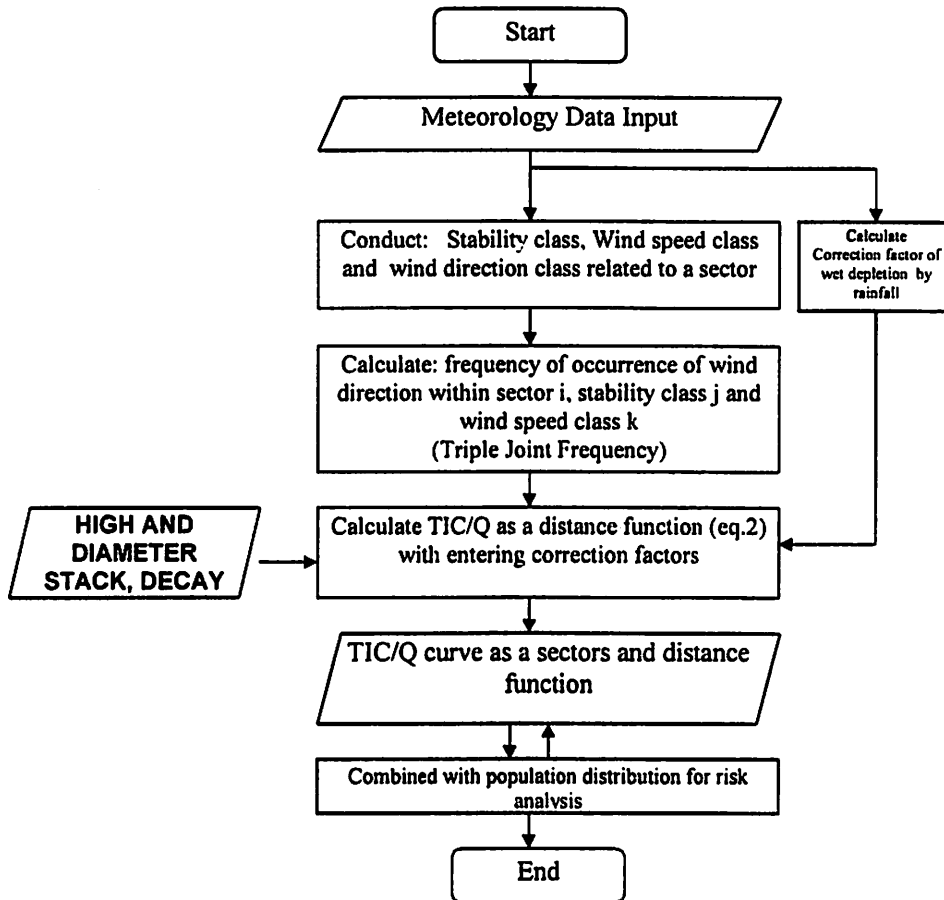 Start
Meteorology Data Input
Conduct: Stability class, Wind speed class
and wind direction class related to a sector
Calculate
Correction factor of
wet depletion by
rainfall
Calculate: frequency of occurrence of wind
direction within sector i, stability class j and
wind speed class k
(Triple Joint Frequency)
HIGH AND
DIAMETER
STACK, DECAY
Calculate TIC/Q as a distance function (eq.2)
with entering correction factors
TIC/Q curve as a sectors and distance
function
Combined with population distribution for risk
analysis
End